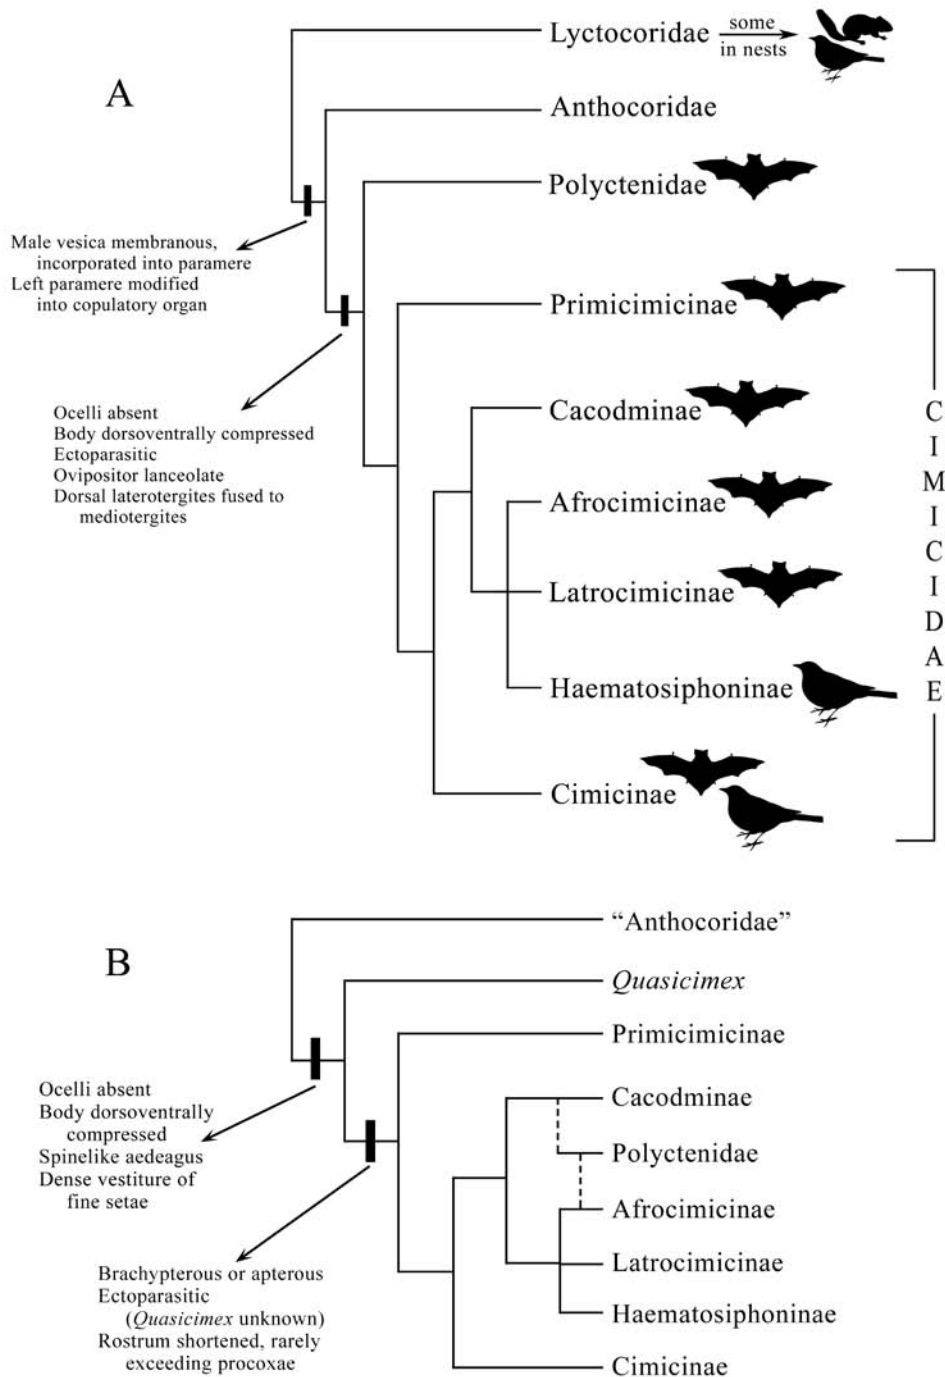 A
Lyctocoridae
some
in nests
Anthocoridae
Polyctenidae
Male vesica membranous,
incorporated into paramere
Left paramere modified
into copulatory organ
Primicimicinae
Ocelli absent
Body dorsoventrally compressed
Ectoparasitic
Ovipositor lanceolate
Dorsal laterotergites fused to
mediotergites
Cacodminae
Afrocimicinae
Latrocimicinae
Haematosiphoninae
Cimicinae
CIMICIDAE
B
“Anthocoridae”
Quasicimex
Primicimicinae
Ocelli absent
Body dorsoventrally
compressed
Spinelike aedeagus
Dense vestiture of
fine setae
Cacodminae
Polyctenidae
Afrocimicinae
Latrocimicinae
Haematosiphoninae
Cimicinae
Brachypterous or apterous
Ectoparasitic
(Quasicimex unknown)
Rostrum shortened, rarely
exceeding procoxae